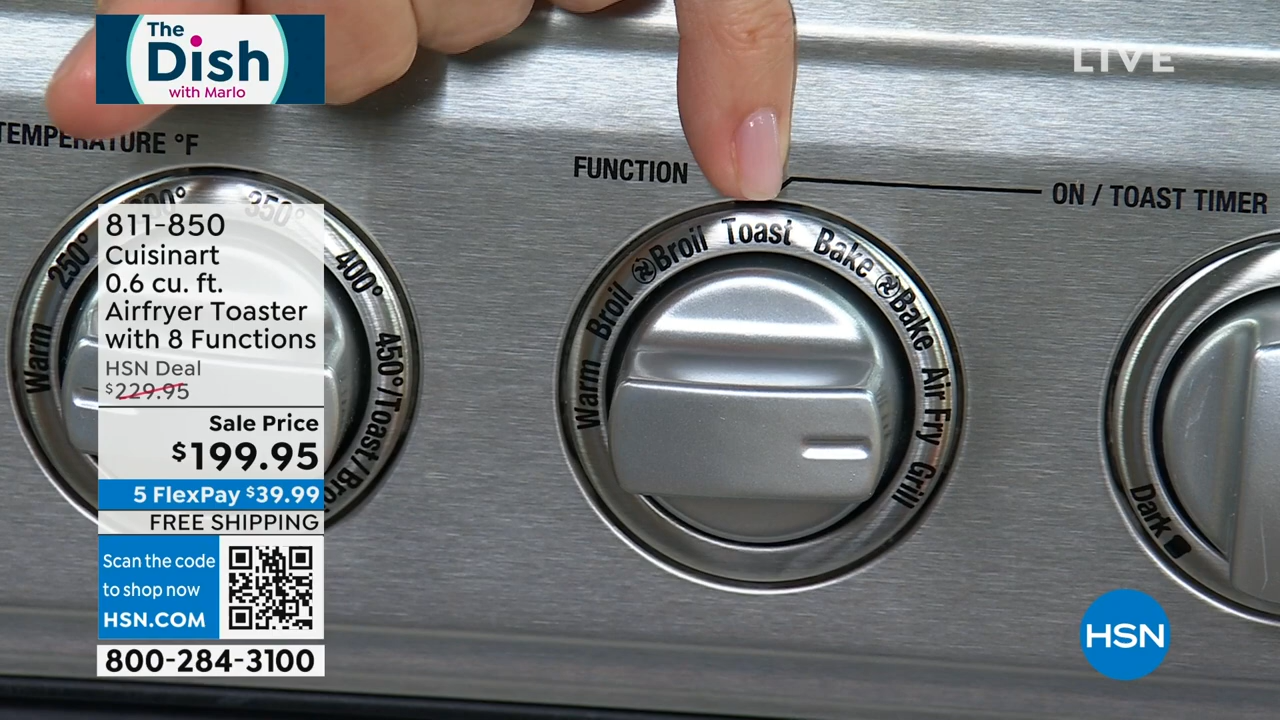 The
Dish
with Marlo
LIVE
TEMPERATURE °F
FUNCTION
ON / TOAST TIMER
Warm
250°
350°
400°
450°/Toast/
Warm
Broil
Broil
Toast
Bake
Bake
Air Fry
Grill
Dark
811-850
Cuisinart
0.6 cu. ft.
Airfryer Toaster
with 8 Functions
HSN Deal
$229.95
Sale Price
$199.95
5 FlexPay $39.99
FREE SHIPPING
Scan the code
to shop now
HSN.COM
800-284-3100
HSN